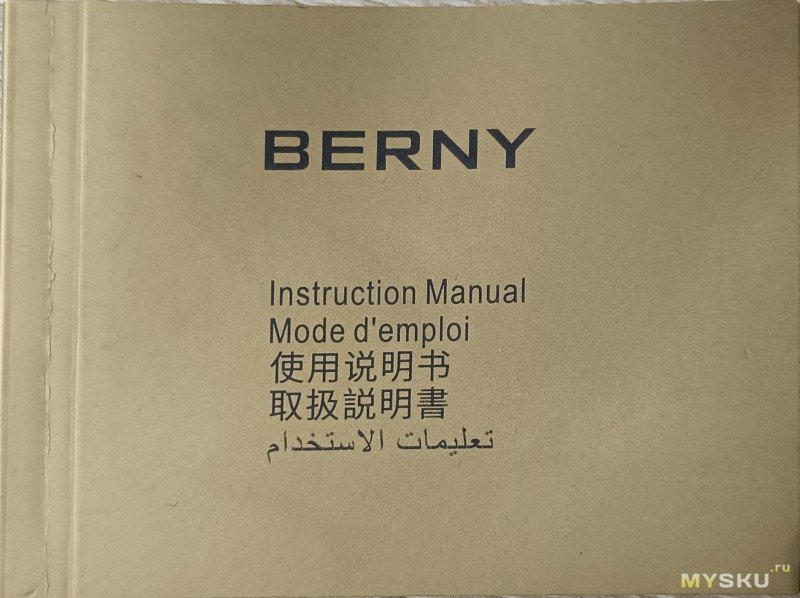 BERNY
Instruction Manual
Mode d'emploi
使用说明书
取扱説明書
تعليمات الاستخدام
MYSKU.ru